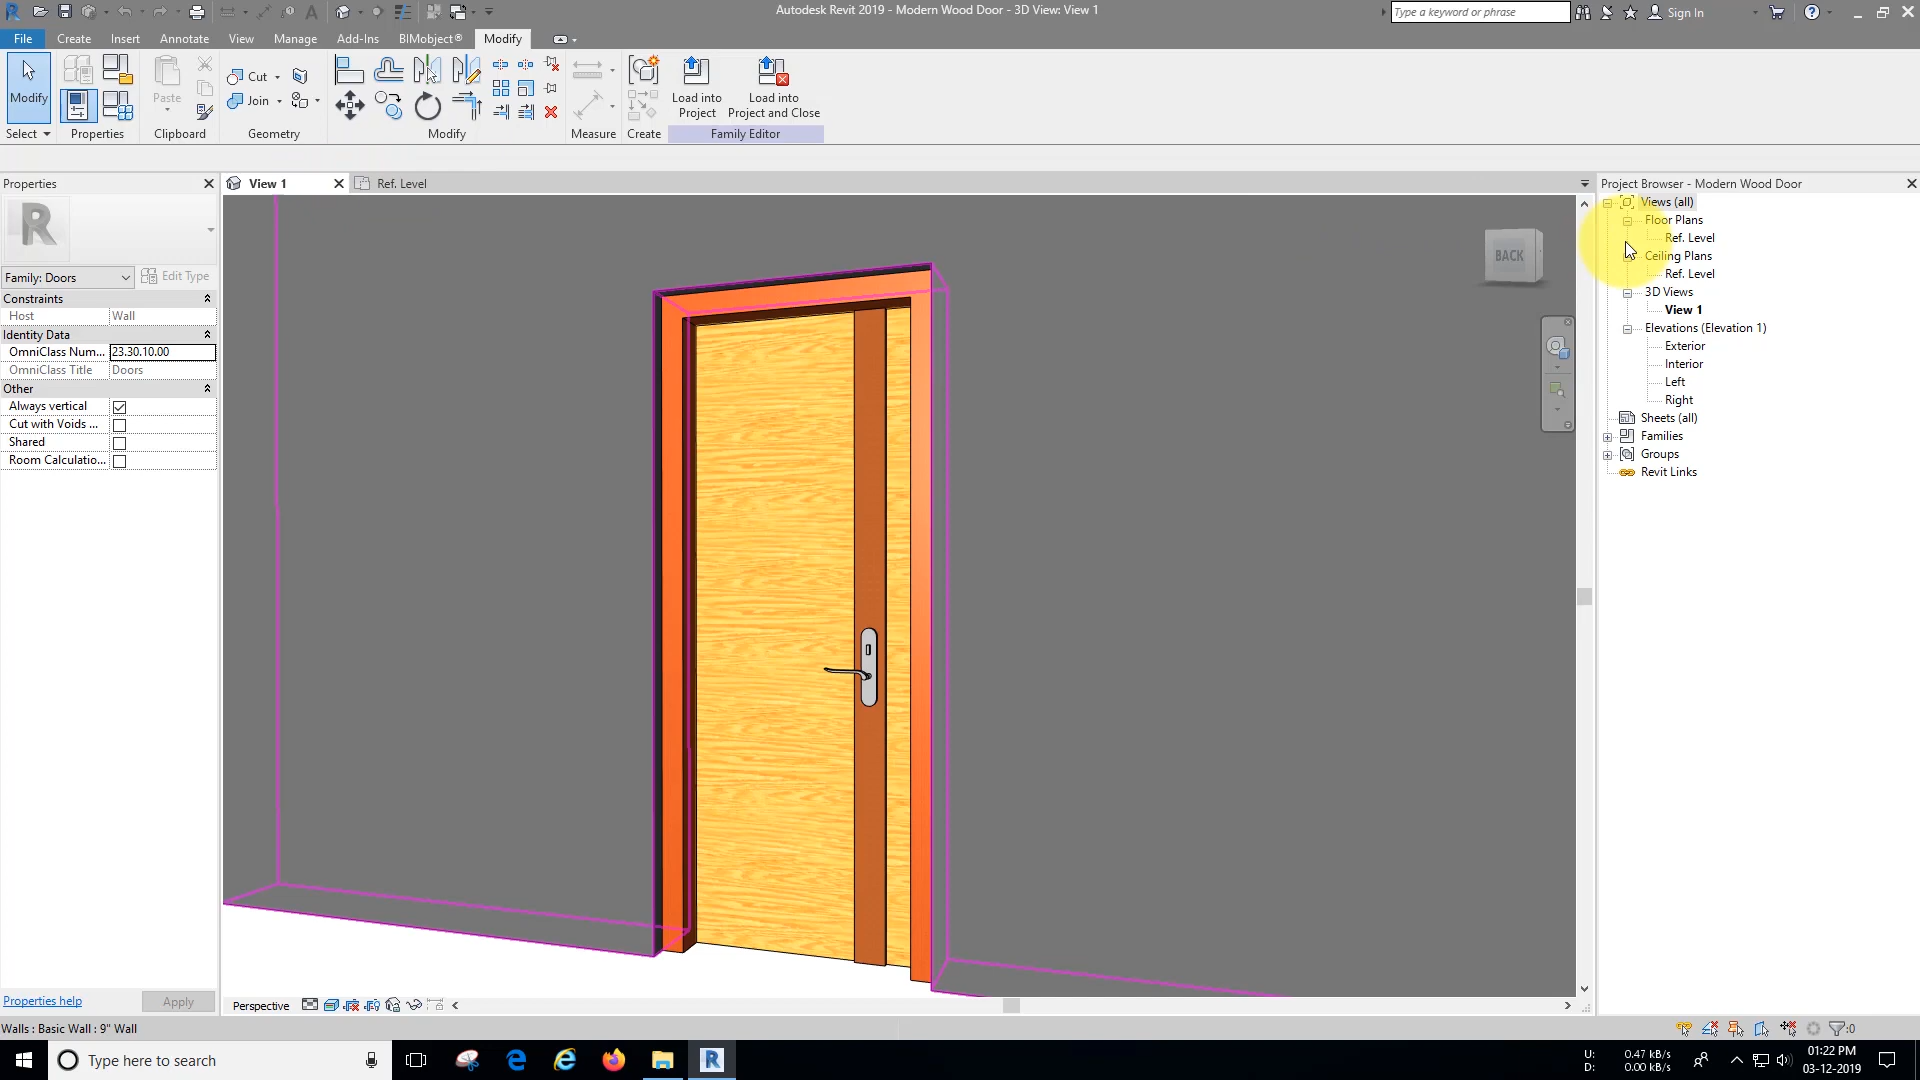 Autodesk Revit 2019 - Modern Wood Door - 3D View: View 1
Type a keyword or phrase
Sign In
File
Create
Insert
Annotate
View
Manage
Add-Ins
BIMobject®
Modify
Modify
Paste
Cut
Join
Load into
Project
Load into
Project and Close
Select
Properties
Clipboard
Geometry
Modify
Measure
Create
Family Editor
Properties
View 1
Ref. Level
Project Browser - Modern Wood Door
R
Family: Doors
Edit Type
Constraints
Host
Wall
Identity Data
OmniClass Num...
23.30.10.00
OmniClass Title
Doors
Other
Always vertical
Cut with Voids ...
Shared
Room Calculatio...
BACK
Views (all)
Floor Plans
Ref. Level
Ceiling Plans
Ref. Level
3D Views
View 1
Elevations (Elevation 1)
Exterior
Interior
Left
Right
Sheets (all)
Families
Groups
Revit Links
Properties help
Apply
Perspective
Walls : Basic Wall : 9" Wall
:0
Type here to search
U:
0.47 kB/s
D:
0.00 kB/s
01:22 PM
03-12-2019